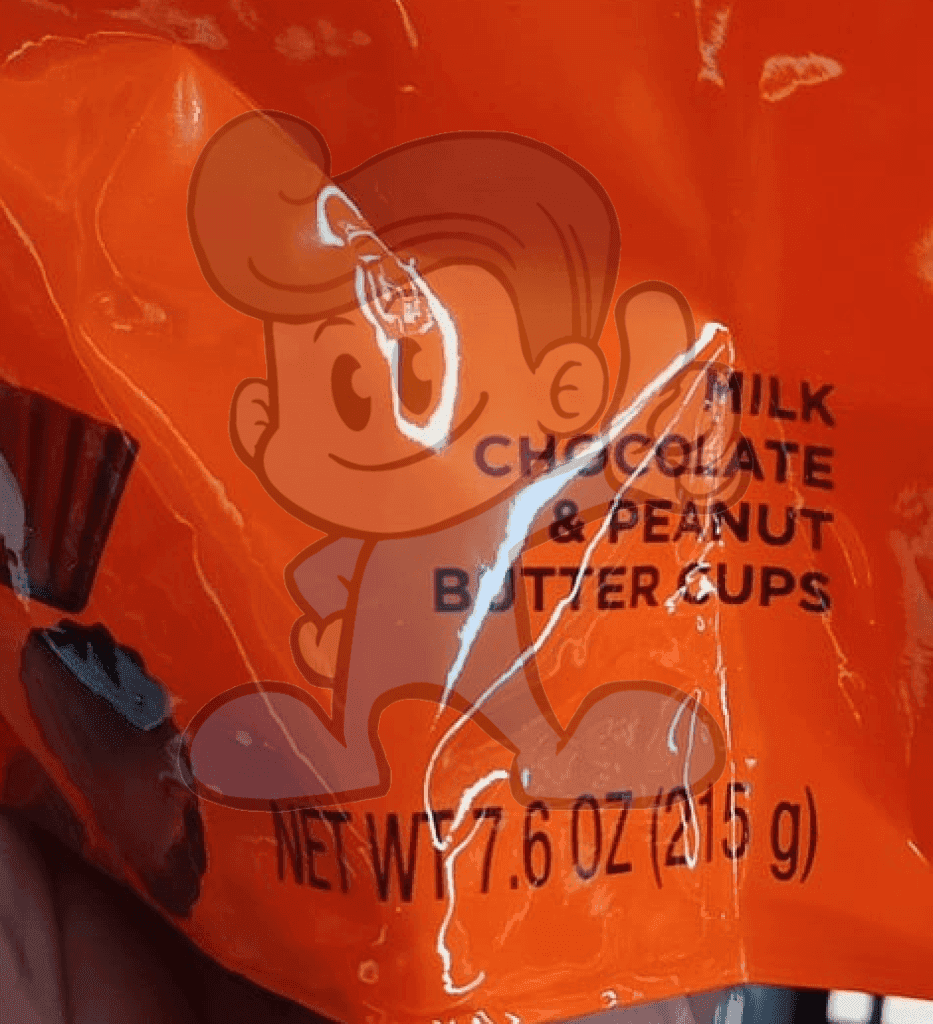 MILK
CHOCOLATE
& PEANUT
BUTTER CUPS
NET WT 7.6 OZ (215 g)